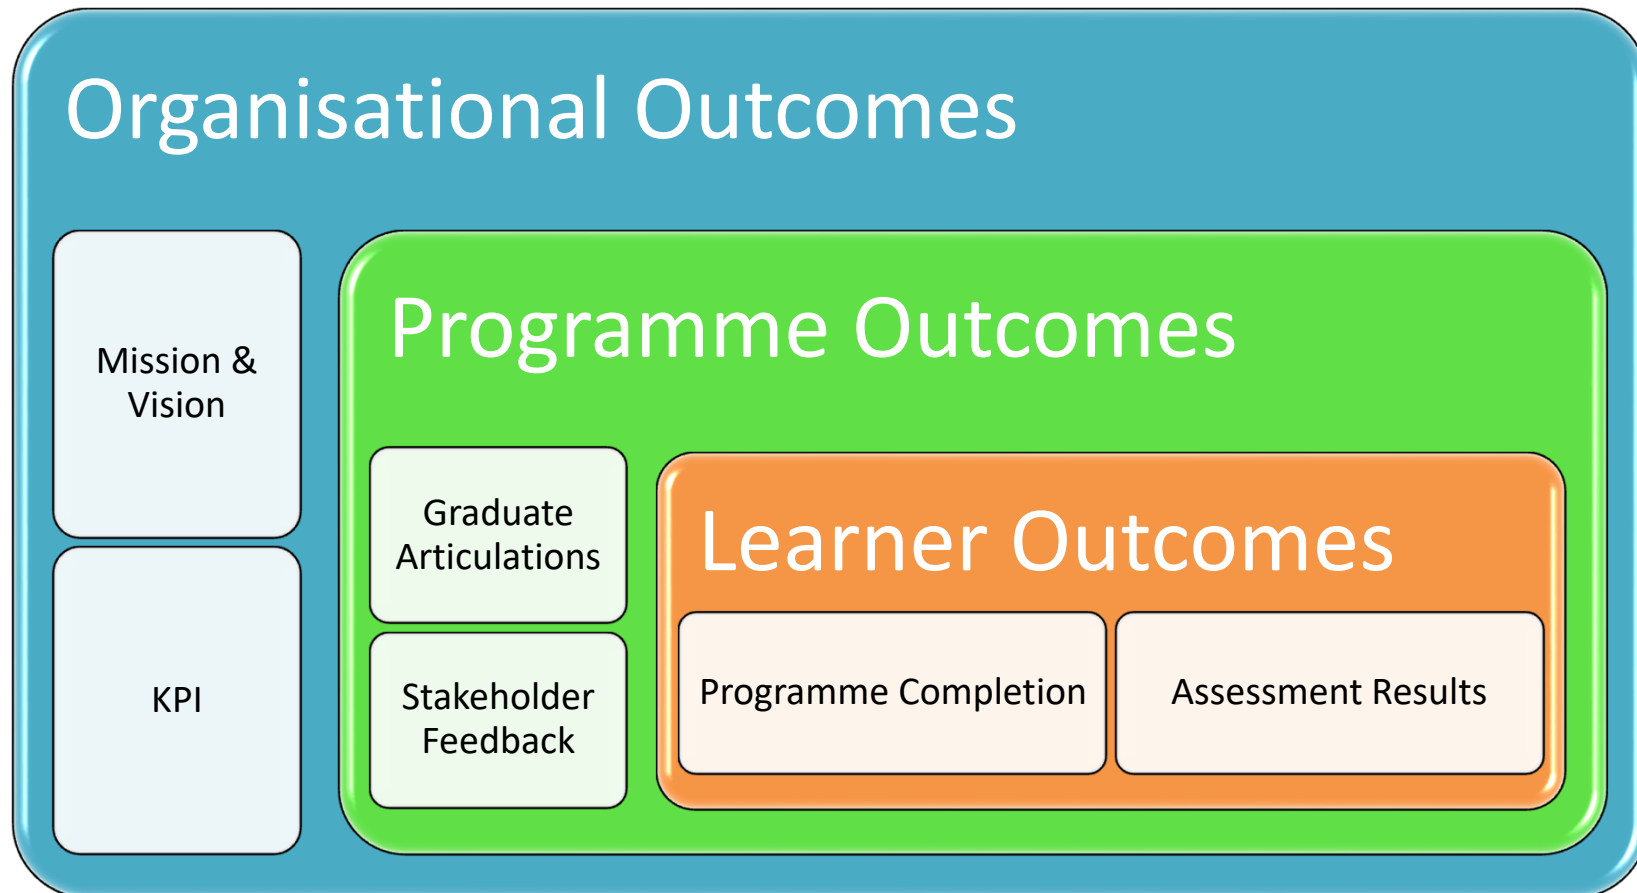 Organisational Outcomes
Mission &
Vision
KPI
Programme Outcomes
Graduate
Articulations
Stakeholder
Feedback
Learner Outcomes
Programme Completion
Assessment Results